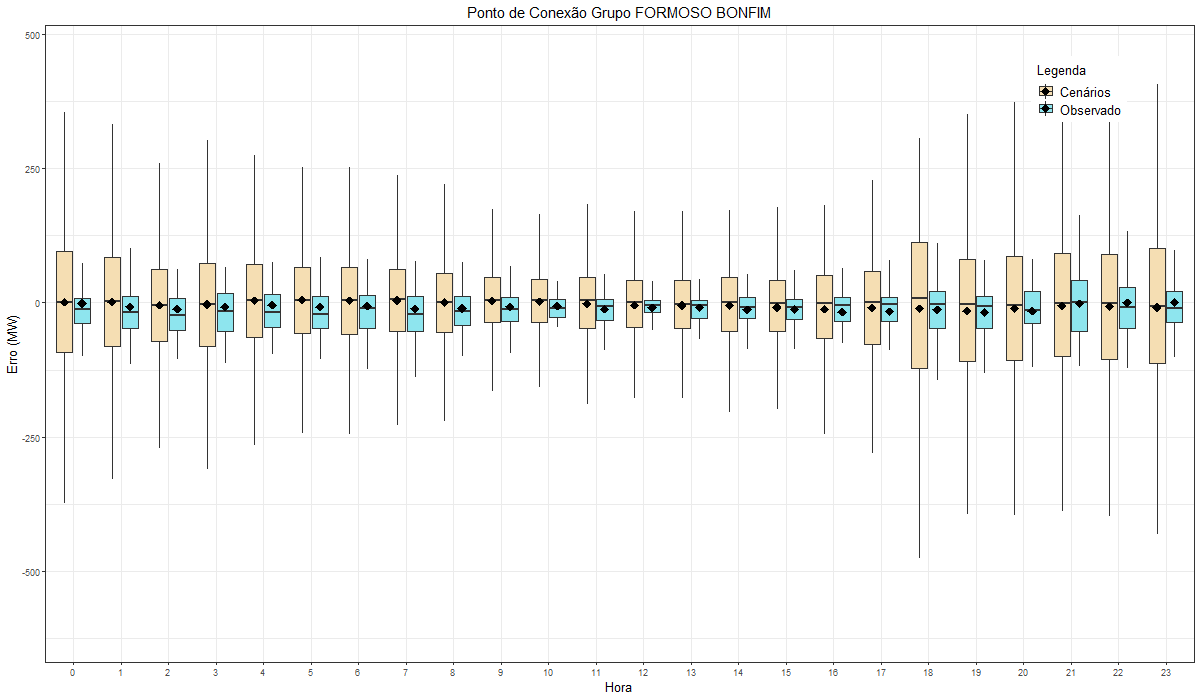 Ponto de Conexão Grupo FORMOSO BONFIM
500
250
0
-250
-500
Erro (MW)
Legenda
Cenários
Observado
0 1 2 3 4 5 6 7 8 9 10 11 12 13 14 15 16 17 18 19 20 21 22 23
Hora